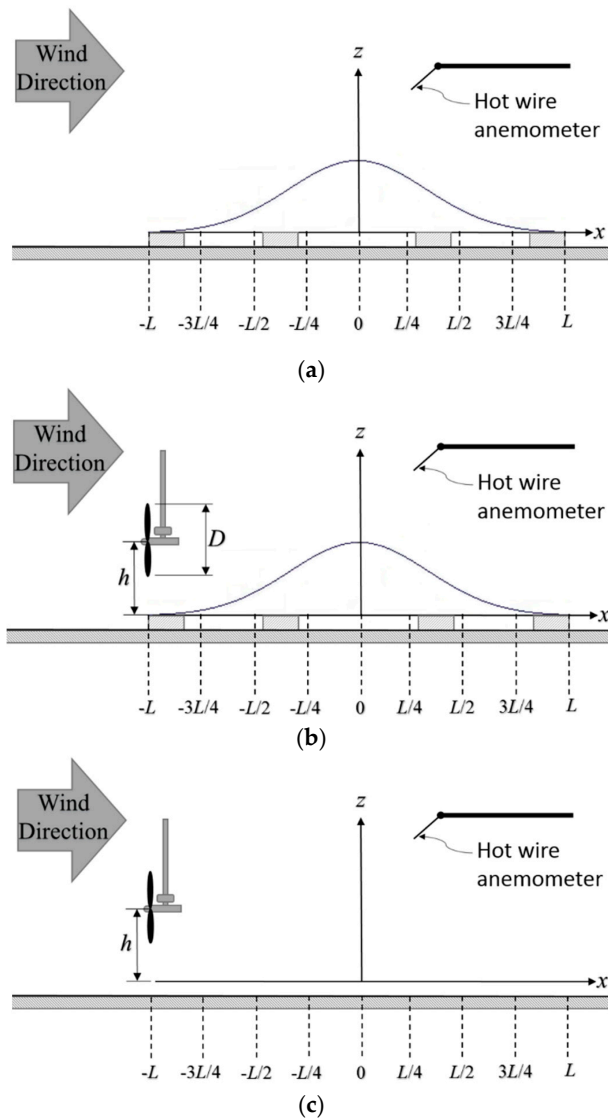 Wind
Direction
z
Hot wire
anemometer
x
-L -3L/4 -L/2 -L/4 0 L/4 L/2 3L/4 L
(a)
Wind
Direction
z
Hot wire
anemometer
D
h
x
-L -3L/4 -L/2 -L/4 0 L/4 L/2 3L/4 L
(b)
Wind
Direction
z
Hot wire
anemometer
h
x
-L -3L/4 -L/2 -L/4 0 L/4 L/2 3L/4 L
(c)